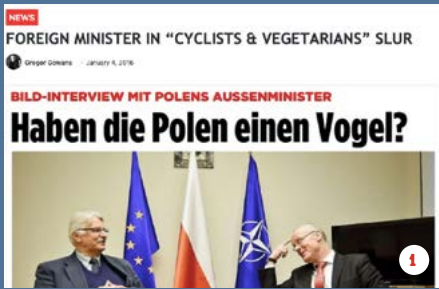 NEWS
FOREIGN MINISTER IN “CYCLISTS & VEGETARIANS” SLUR
Gregor Gowans - January 4, 2016
BILD-INTERVIEW MIT POLENS AUSSENMINISTER
Haben die Polen einen Vogel?
1